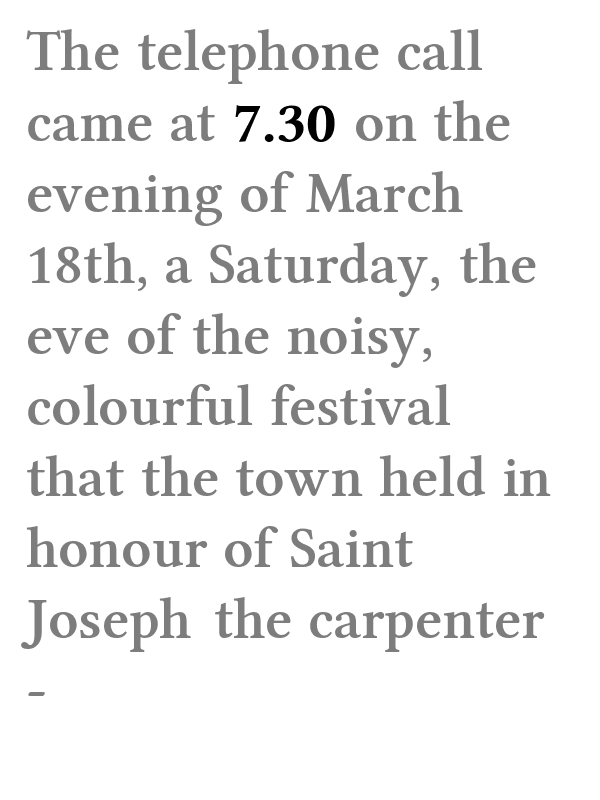 The telephone call
came at 7.30 on the
evening of March
18th, a Saturday, the
eve of the noisy,
colourful festival
that the town held in
honour of Saint
Joseph the carpenter
-